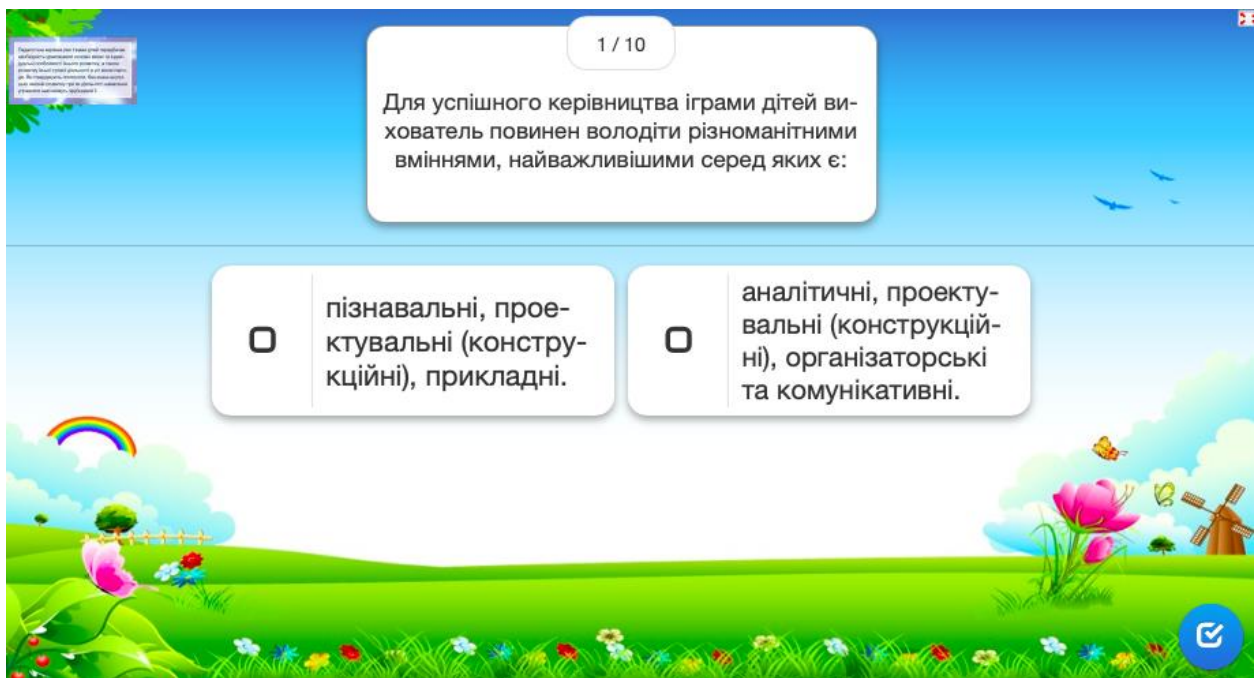 1 / 10
Для успішного керівництва іграми дітей ви-
хователь повинен володіти різноманітними
вміннями, найважливішими серед яких є:
пізнавальні, прое-
ктувальні (констру-
кційні), прикладні.
аналітичні, проекту-
вальні (конструкцій-
ні), організаторські
та комунікативні.